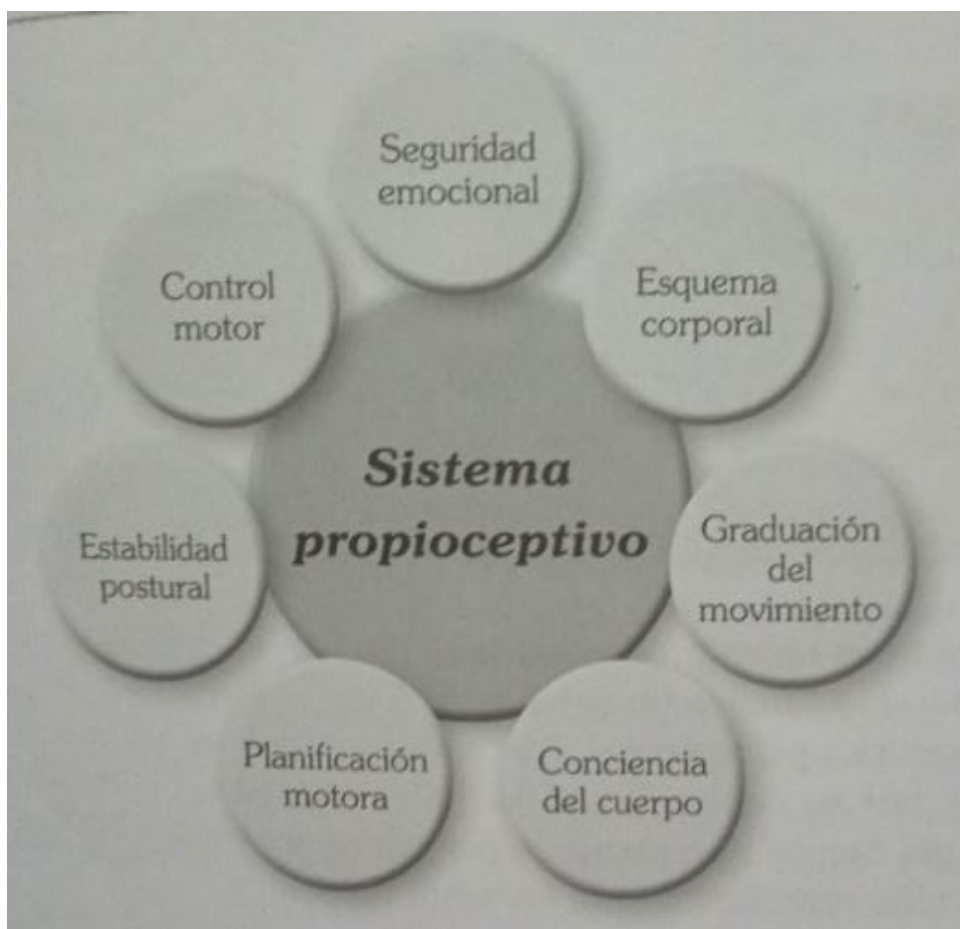 Seguridad
emocional
Esquema
corporal
Graduación
del
movimiento
Conciencia
del cuerpo
Planificación
motora
Estabilidad
postural
Control
motor
Sistema
propioceptivo